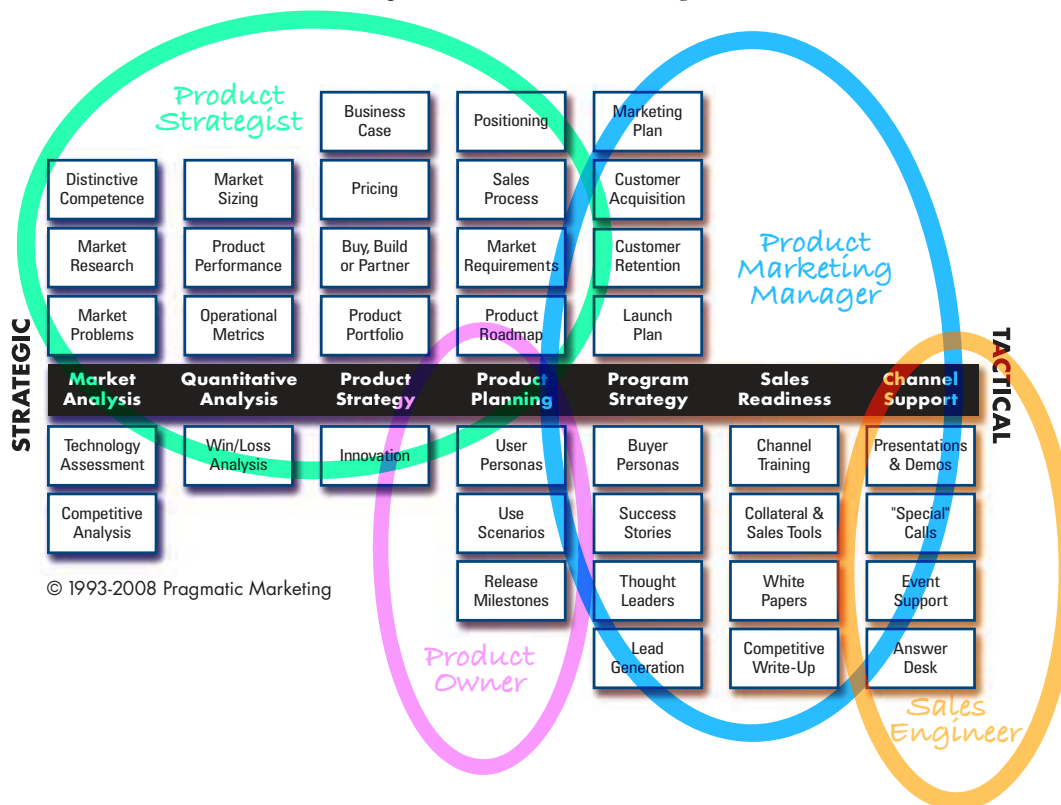 Product
Strategist
Business
Case
Positioning
Marketing
Plan
Distinctive
Competence
Market
Sizing
Pricing
Sales
Process
Customer
Acquisition
Market
Research
Product
Performance
Buy, Build
or Partner
Market
Requirements
Customer
Retention
Product
Marketing
Manager
Market
Problems
Operational
Metrics
Product
Portfolio
Product
Roadmap
Launch
Plan
STRATEGIC
TACTICAL
Market
Analysis
Quantitative
Analysis
Product
Strategy
Product
Planning
Program
Strategy
Sales
Readiness
Channel
Support
Technology
Assessment
Win/Loss
Analysis
Innovation
User
Personas
Buyer
Personas
Channel
Training
Presentations
& Demos
Competitive
Analysis
Use
Scenarios
Success
Stories
Collateral &
Sales Tools
"Special"
Calls
© 1993-2008 Pragmatic Marketing
Release
Milestones
Thought
Leaders
White
Papers
Event
Support
Product
Owner
Lead
Generation
Competitive
Write-Up
Answer
Desk
Sales
Engineer